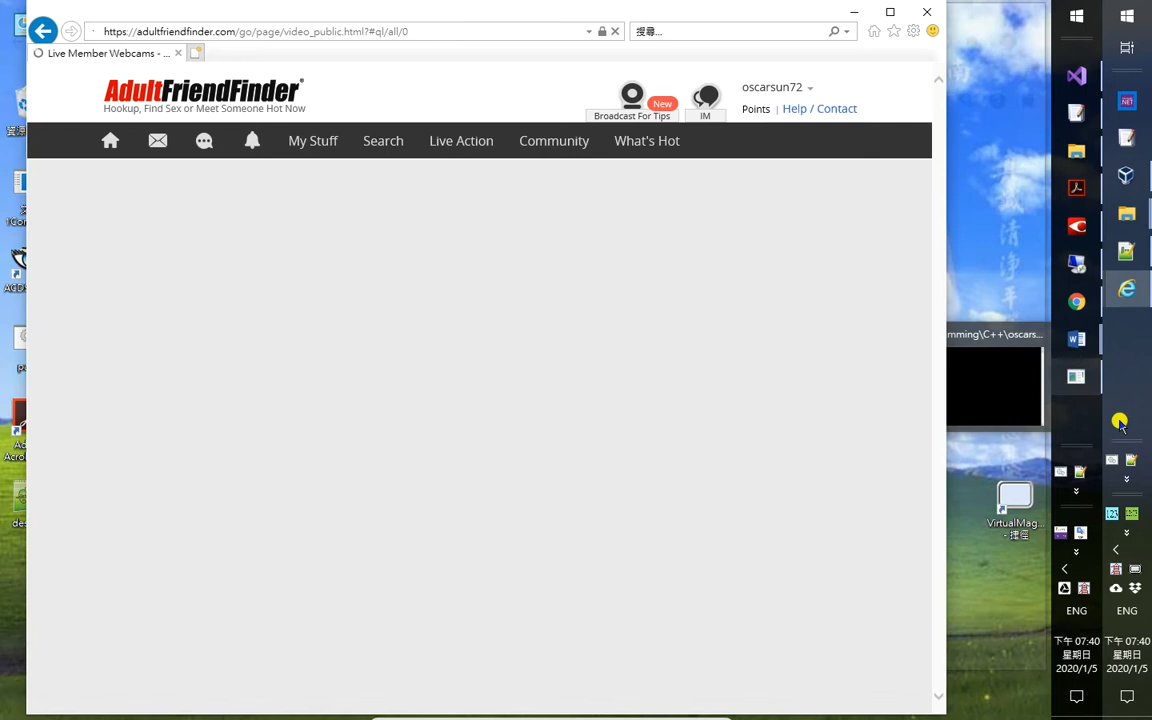 https://adultfriendfinder.com/go/page/video_public.html?#ql/all/0
搜尋...
Live Member Webcams - ...
AdultFriendFinder®
Hookup, Find Sex or Meet Someone Hot Now
New
Broadcast For Tips
IM
oscarsun72
Points | Help / Contact
My Stuff
Search
Live Action
Community
What's Hot
mming\C++\oscars...
VirtualMag...
- 捷徑
清淨平
ENG
ENG
下午 07:40
星期日
2020/1/5
下午 07:40
星期日
2020/1/5